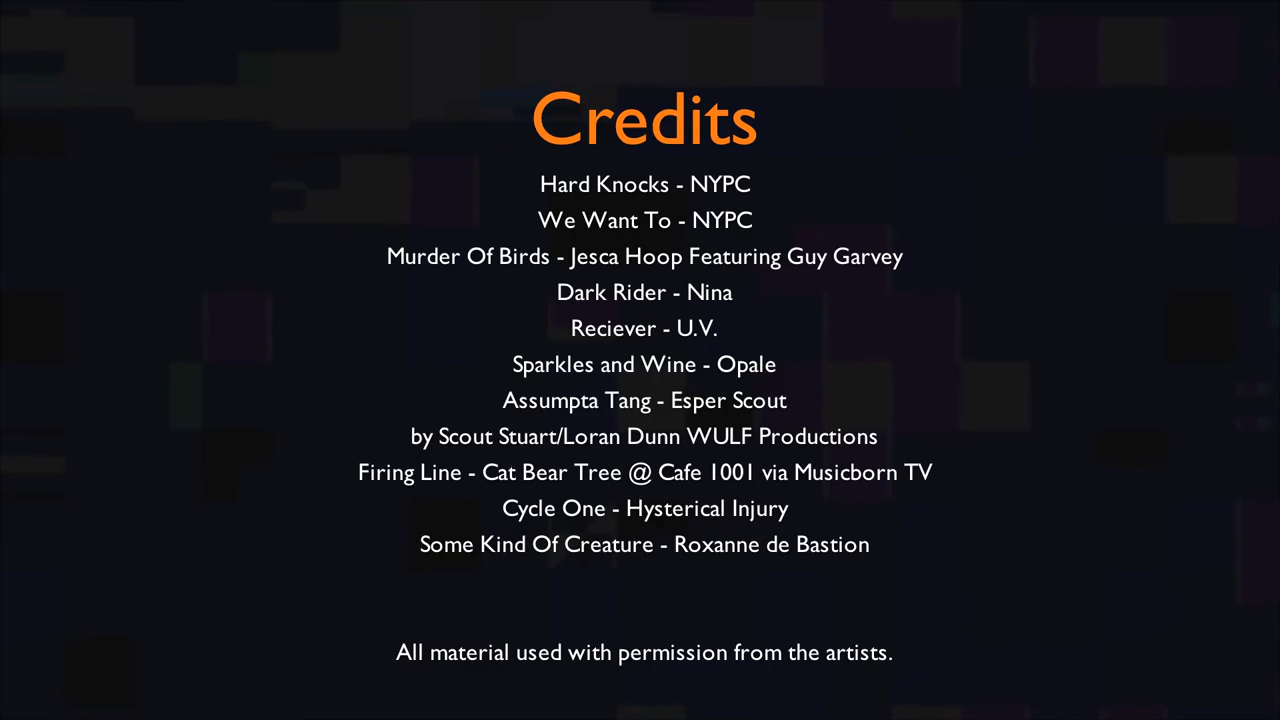 Credits
Hard Knocks - NYPC
We Want To - NYPC
Murder Of Birds - Jesca Hoop Featuring Guy Garvey
Dark Rider - Nina
Reciever - U.V.
Sparkles and Wine - Opale
Assumpta Tang - Esper Scout
by Scout Stuart/Loran Dunn WULF Productions
Firing Line - Cat Bear Tree @ Cafe 1001 via Musicborn TV
Cycle One - Hysterical Injury
Some Kind Of Creature - Roxanne de Bastion
All material used with permission from the artists.